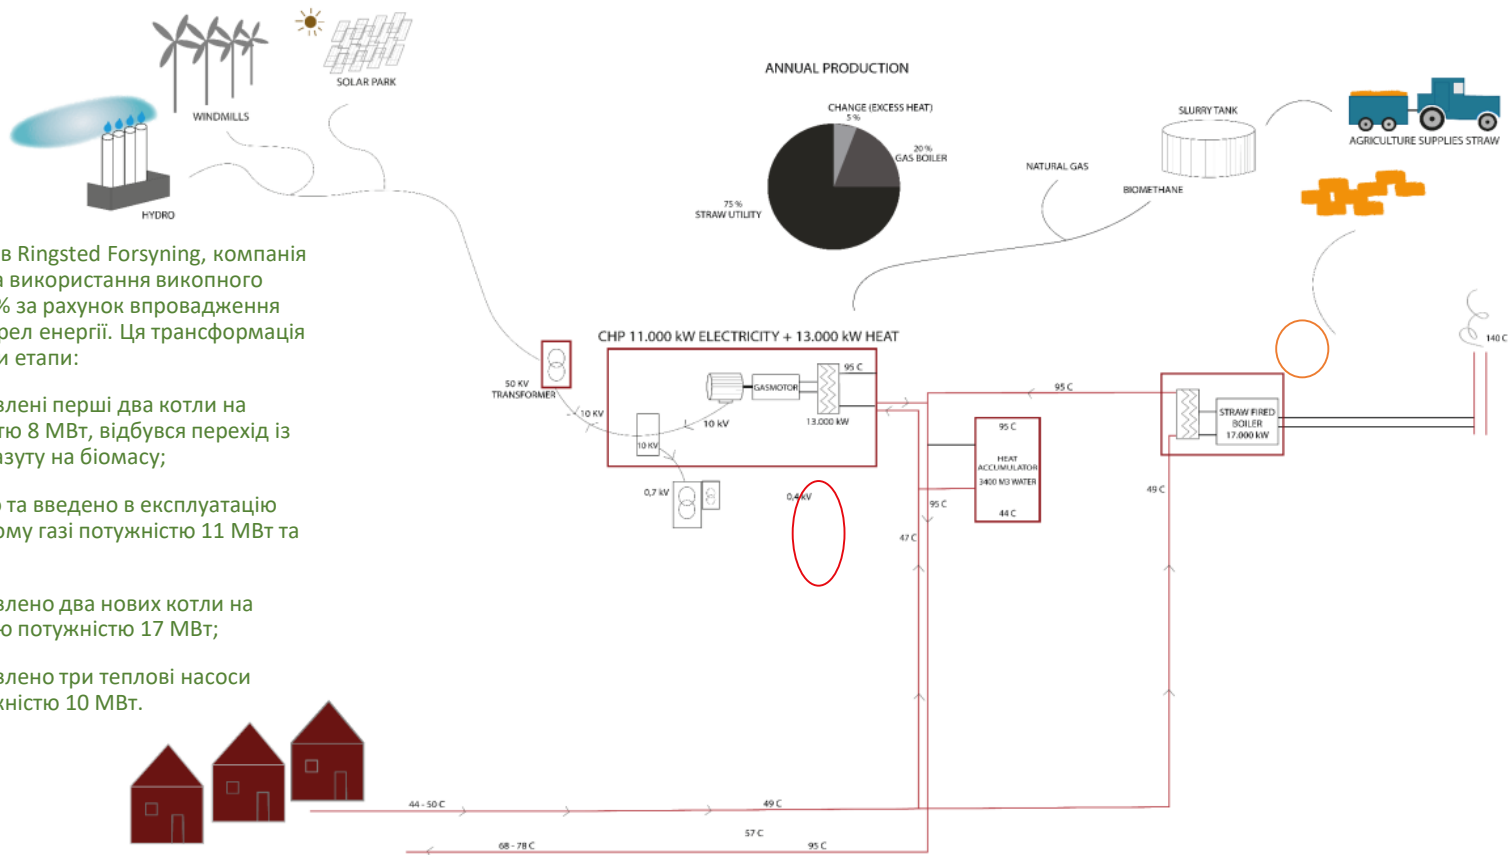 SOLAR PARK
WINDMILLS
HYDRO
ANNUAL PRODUCTION
CHANGE (EXCESS HEAT)
5 %
20 %
GAS BOILER
75 %
STRAW UTILITY
SLURRY TANK
NATURAL GAS
BIOMETHANE
AGRICULTURE SUPPLIES STRAW
в Ringsted Forsyning, компанія
а використання викопного
% за рахунок впровадження
рел енергії. Ця трансформація
и етапи:
влені перші два котли на
тю 8 МВт, відбувся перехід із
азуту на біомасу;
о та введено в експлуатацію
ому газі потужністю 11 МВт та
влено два нових котли на
ю потужністю 17 МВт;
влено три теплові насоси
жністю 10 МВт.
CHP 11.000 kW ELECTRICITY + 13.000 kW HEAT
50 KV
TRANSFORMER
10 KV
10 KV
10 kV
GASMOTOR
95 C
13.000 kW
0,7 kV
0,4 kV
95 C
95 C
HEAT
ACCUMULATOR
3400 M3 WATER
44 C
95 C
47 C
49 C
STRAW FIRED
BOILER
17.000 kW
140 C
44 - 50 C
49 C
57 C
68 - 78 C
95 C